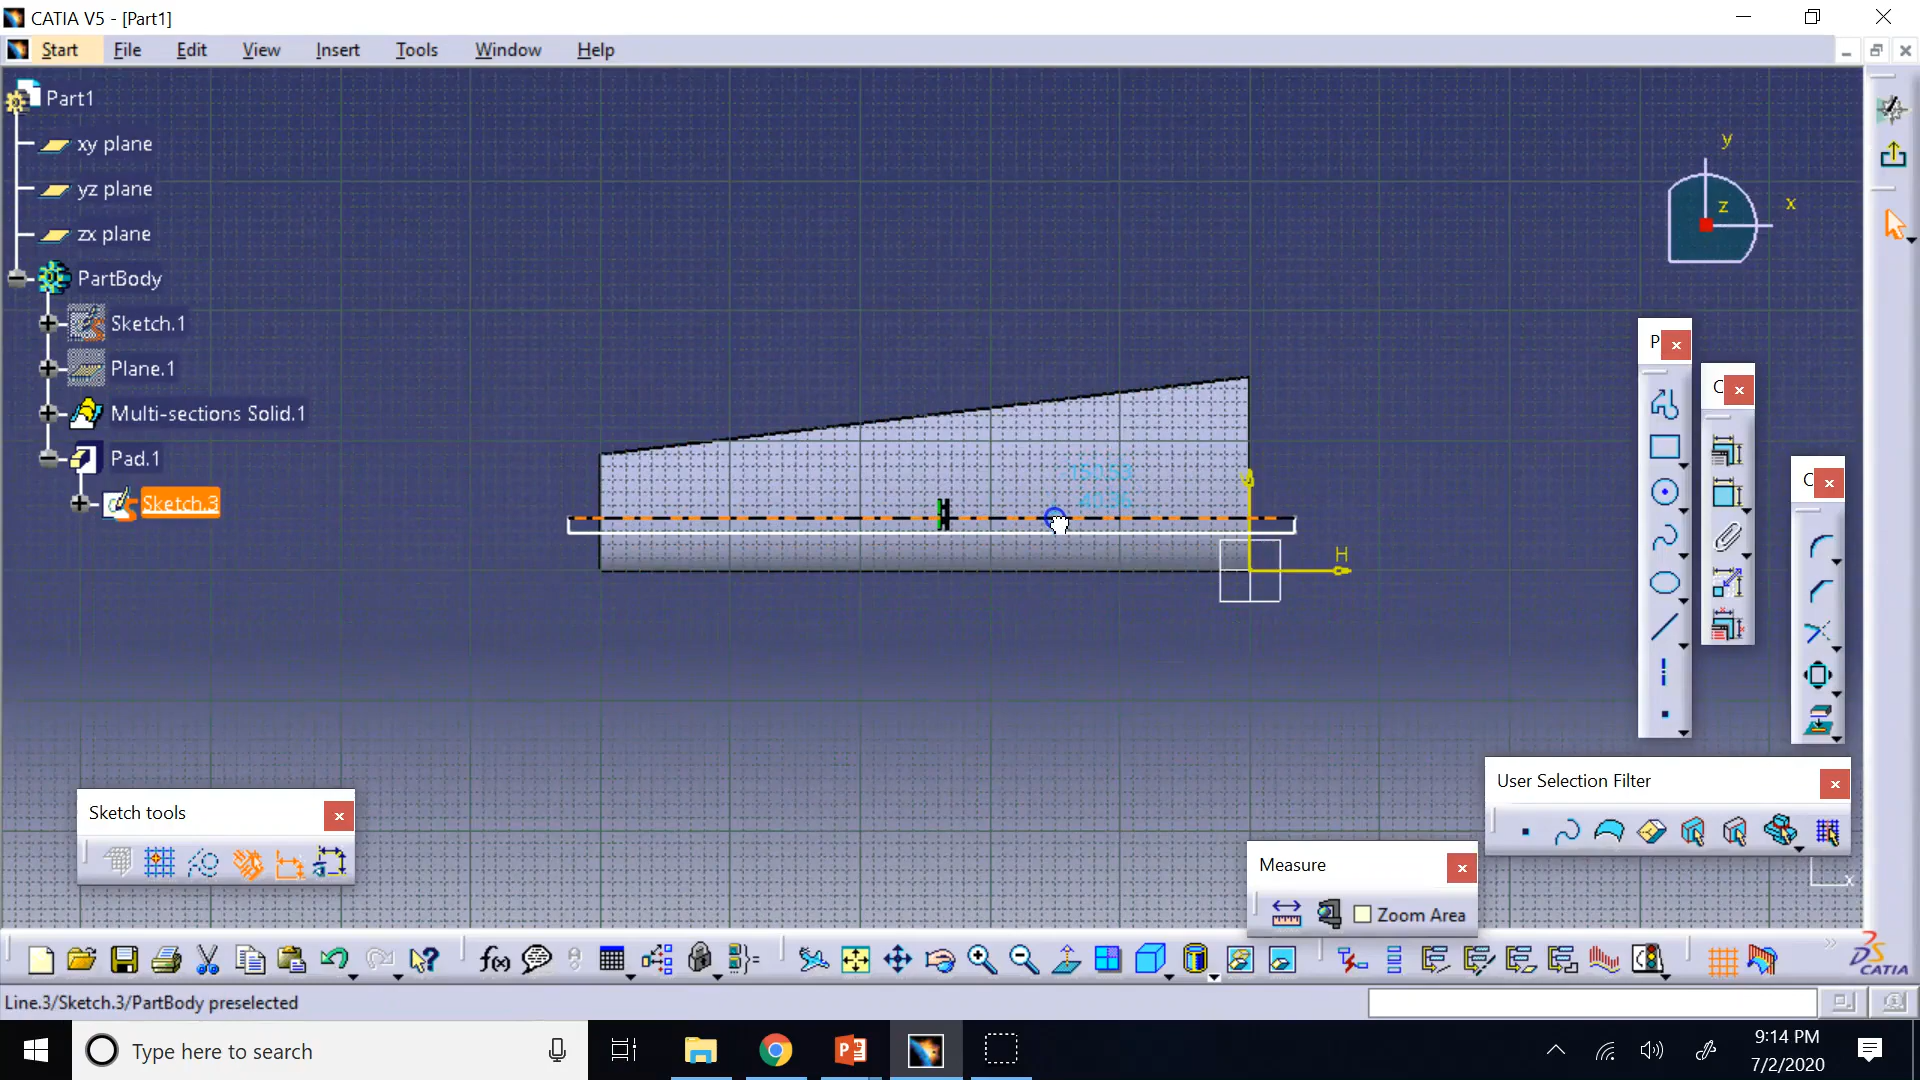 CATIA V5 - [Part1]
Start File Edit View Insert Tools Window Help
Part1
xy plane
yz plane
zx plane
PartBody
Sketch.1
Plane.1
Multi-sections Solid.1
Pad.1
Sketch.3
y
z
x
P
C
C
H
Sketch tools
User Selection Filter
Measure
Zoom Area
x
f(x)
CATIA
Line.3/Sketch.3/PartBody preselected
Type here to search
9:14 PM
7/2/2020